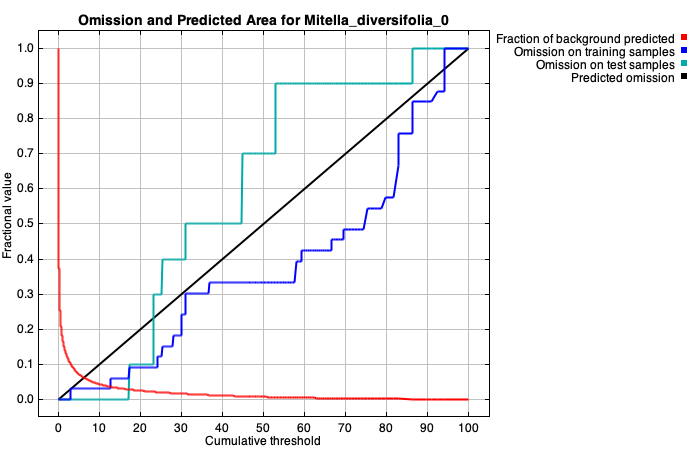 Omission and Predicted Area for Mitella_diversifolia_0
Fraction of background predicted
Omission on training samples
Omission on test samples
Predicted omission
Fractional value
1.0
0.9
0.8
0.7
0.6
0.5
0.4
0.3
0.2
0.1
0.0
0 10 20 30 40 50 60 70 80 90 100
Cumulative threshold